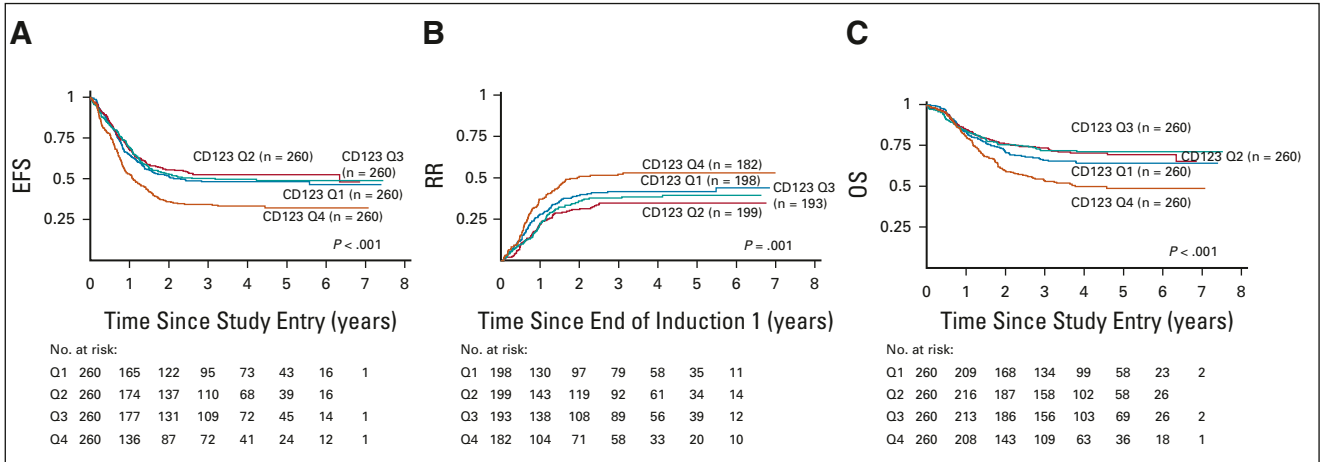 A
B
C
EFS
1
0.75
0.5
0.25
CD123 Q2 (n = 260)
CD123 Q3
(n = 260)
CD123 Q1 (n = 260)
CD123 Q4 (n = 260)
P < .001
0 1 2 3 4 5 6 7 8
Time Since Study Entry (years)
No. at risk:
Q1 260 165 122 95 73 43 16 1
Q2 260 174 137 110 68 39 16
Q3 260 177 131 109 72 45 14 1
Q4 260 136 87 72 41 24 12 1
RR
1
0.75
0.5
0.25
CD123 Q4 (n = 182)
CD123 Q1 (n = 198)
CD123 Q3
(n = 193)
CD123 Q2 (n = 199)
P = .001
0 1 2 3 4 5 6 7 8
Time Since End of Induction 1 (years)
No. at risk:
Q1 198 130 97 79 58 35 11
Q2 199 143 119 92 61 34 14
Q3 193 138 108 89 56 39 12
Q4 182 104 71 58 33 20 10
OS
1
0.75
0.5
0.25
CD123 Q3 (n = 260)
CD123 Q2 (n = 260)
CD123 Q1 (n = 260)
CD123 Q4 (n = 260)
P < .001
0 1 2 3 4 5 6 7 8
Time Since Study Entry (years)
No. at risk:
Q1 260 209 168 134 99 58 23 2
Q2 260 216 187 158 102 58 26
Q3 260 213 186 156 103 69 26 2
Q4 260 208 143 109 63 36 18 1